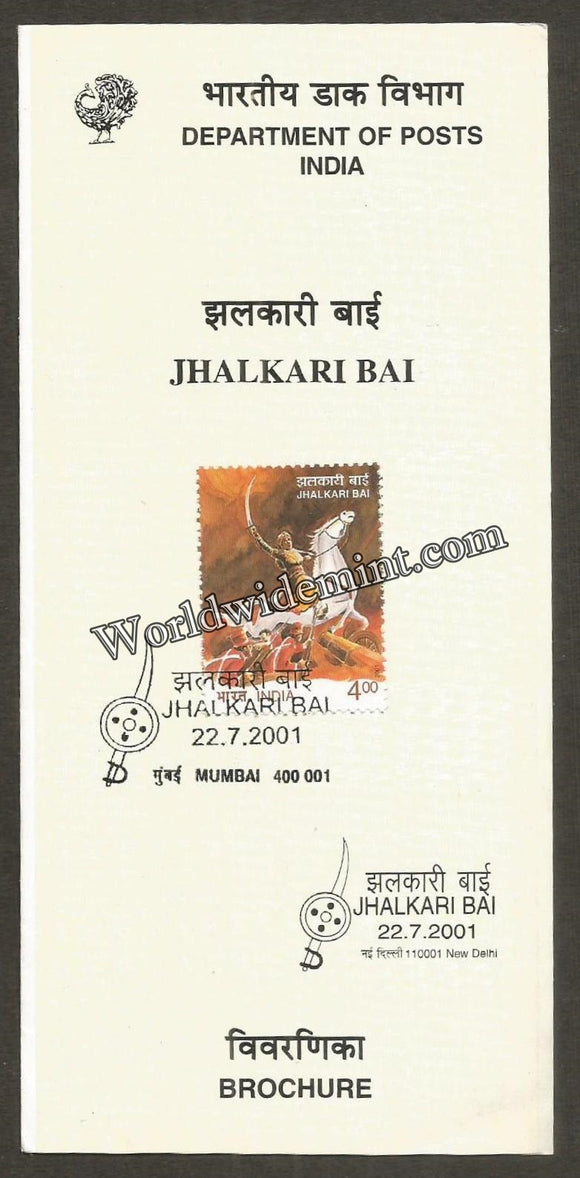 भारतीय डाक विभाग
DEPARTMENT OF POSTS
INDIA
झलकारी बाई
JHALKARI BAI
झलकारी बाई
JHALKARI BAI
Worldwidemint.com
भारत INDIA
4.00
झलकारी बाई
JHALKARI BAI
22.7.2001
मुंबई MUMBAI 400 001
झलकारी बाई
JHALKARI BAI
22.7.2001
नई दिल्ली 110001 New Delhi
विवरणिका
BROCHURE